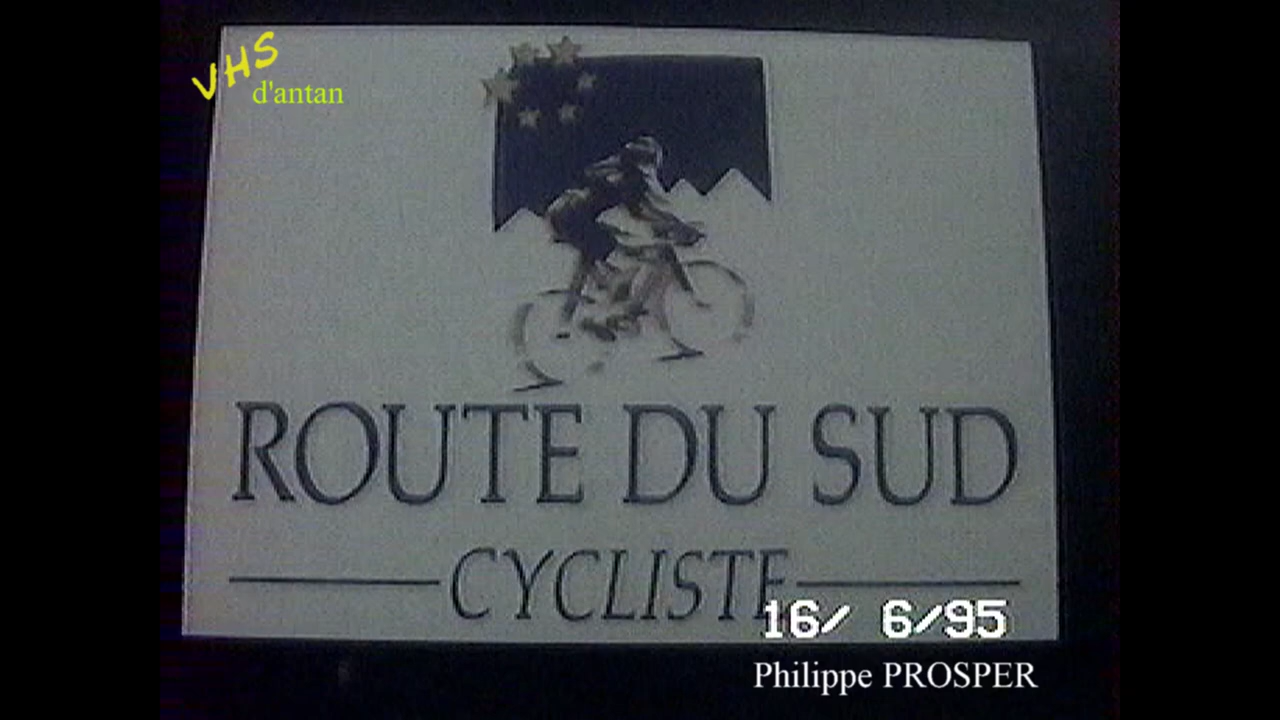 VHS
d'antan
ROUTE DU SUD
CYCLISTE
16/ 6/95
Philippe PROSPER